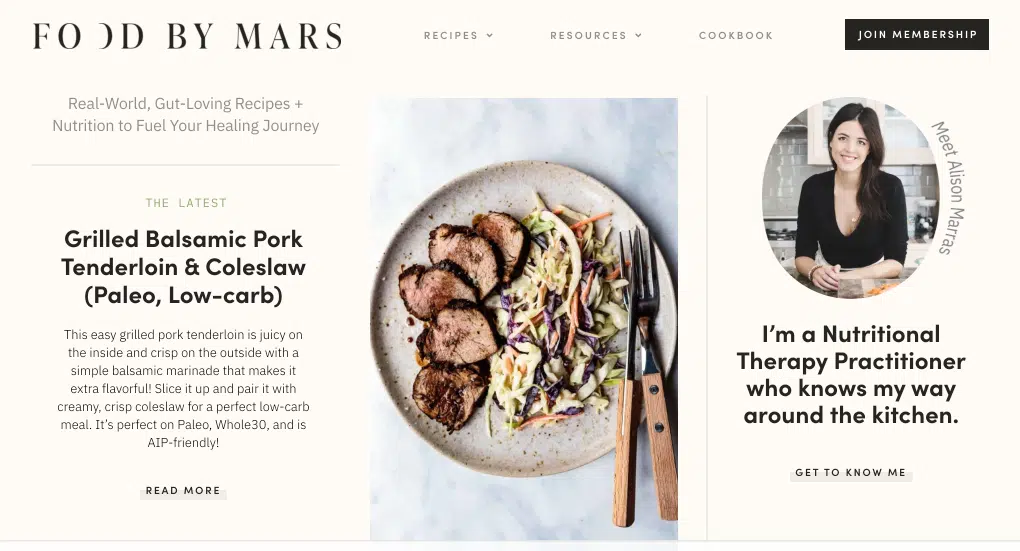 FOOD BY MARS
RECIPES
RESOURCES
COOKBOOK
JOIN MEMBERSHIP
Real-World, Gut-Loving Recipes +
Nutrition to Fuel Your Healing Journey
THE LATEST
Grilled Balsamic Pork
Tenderloin & Coleslaw
(Paleo, Low-carb)
This easy grilled pork tenderloin is juicy on
the inside and crisp on the outside with a
simple balsamic marinade that makes it
extra flavorful! Slice it up and pair it with
creamy, crisp coleslaw for a perfect low-carb
meal. It’s perfect on Paleo, Whole30, and is
AIP-friendly!
READ MORE
Meet Alison Marras
I’m a Nutritional
Therapy Practitioner
who knows my way
around the kitchen.
GET TO KNOW ME